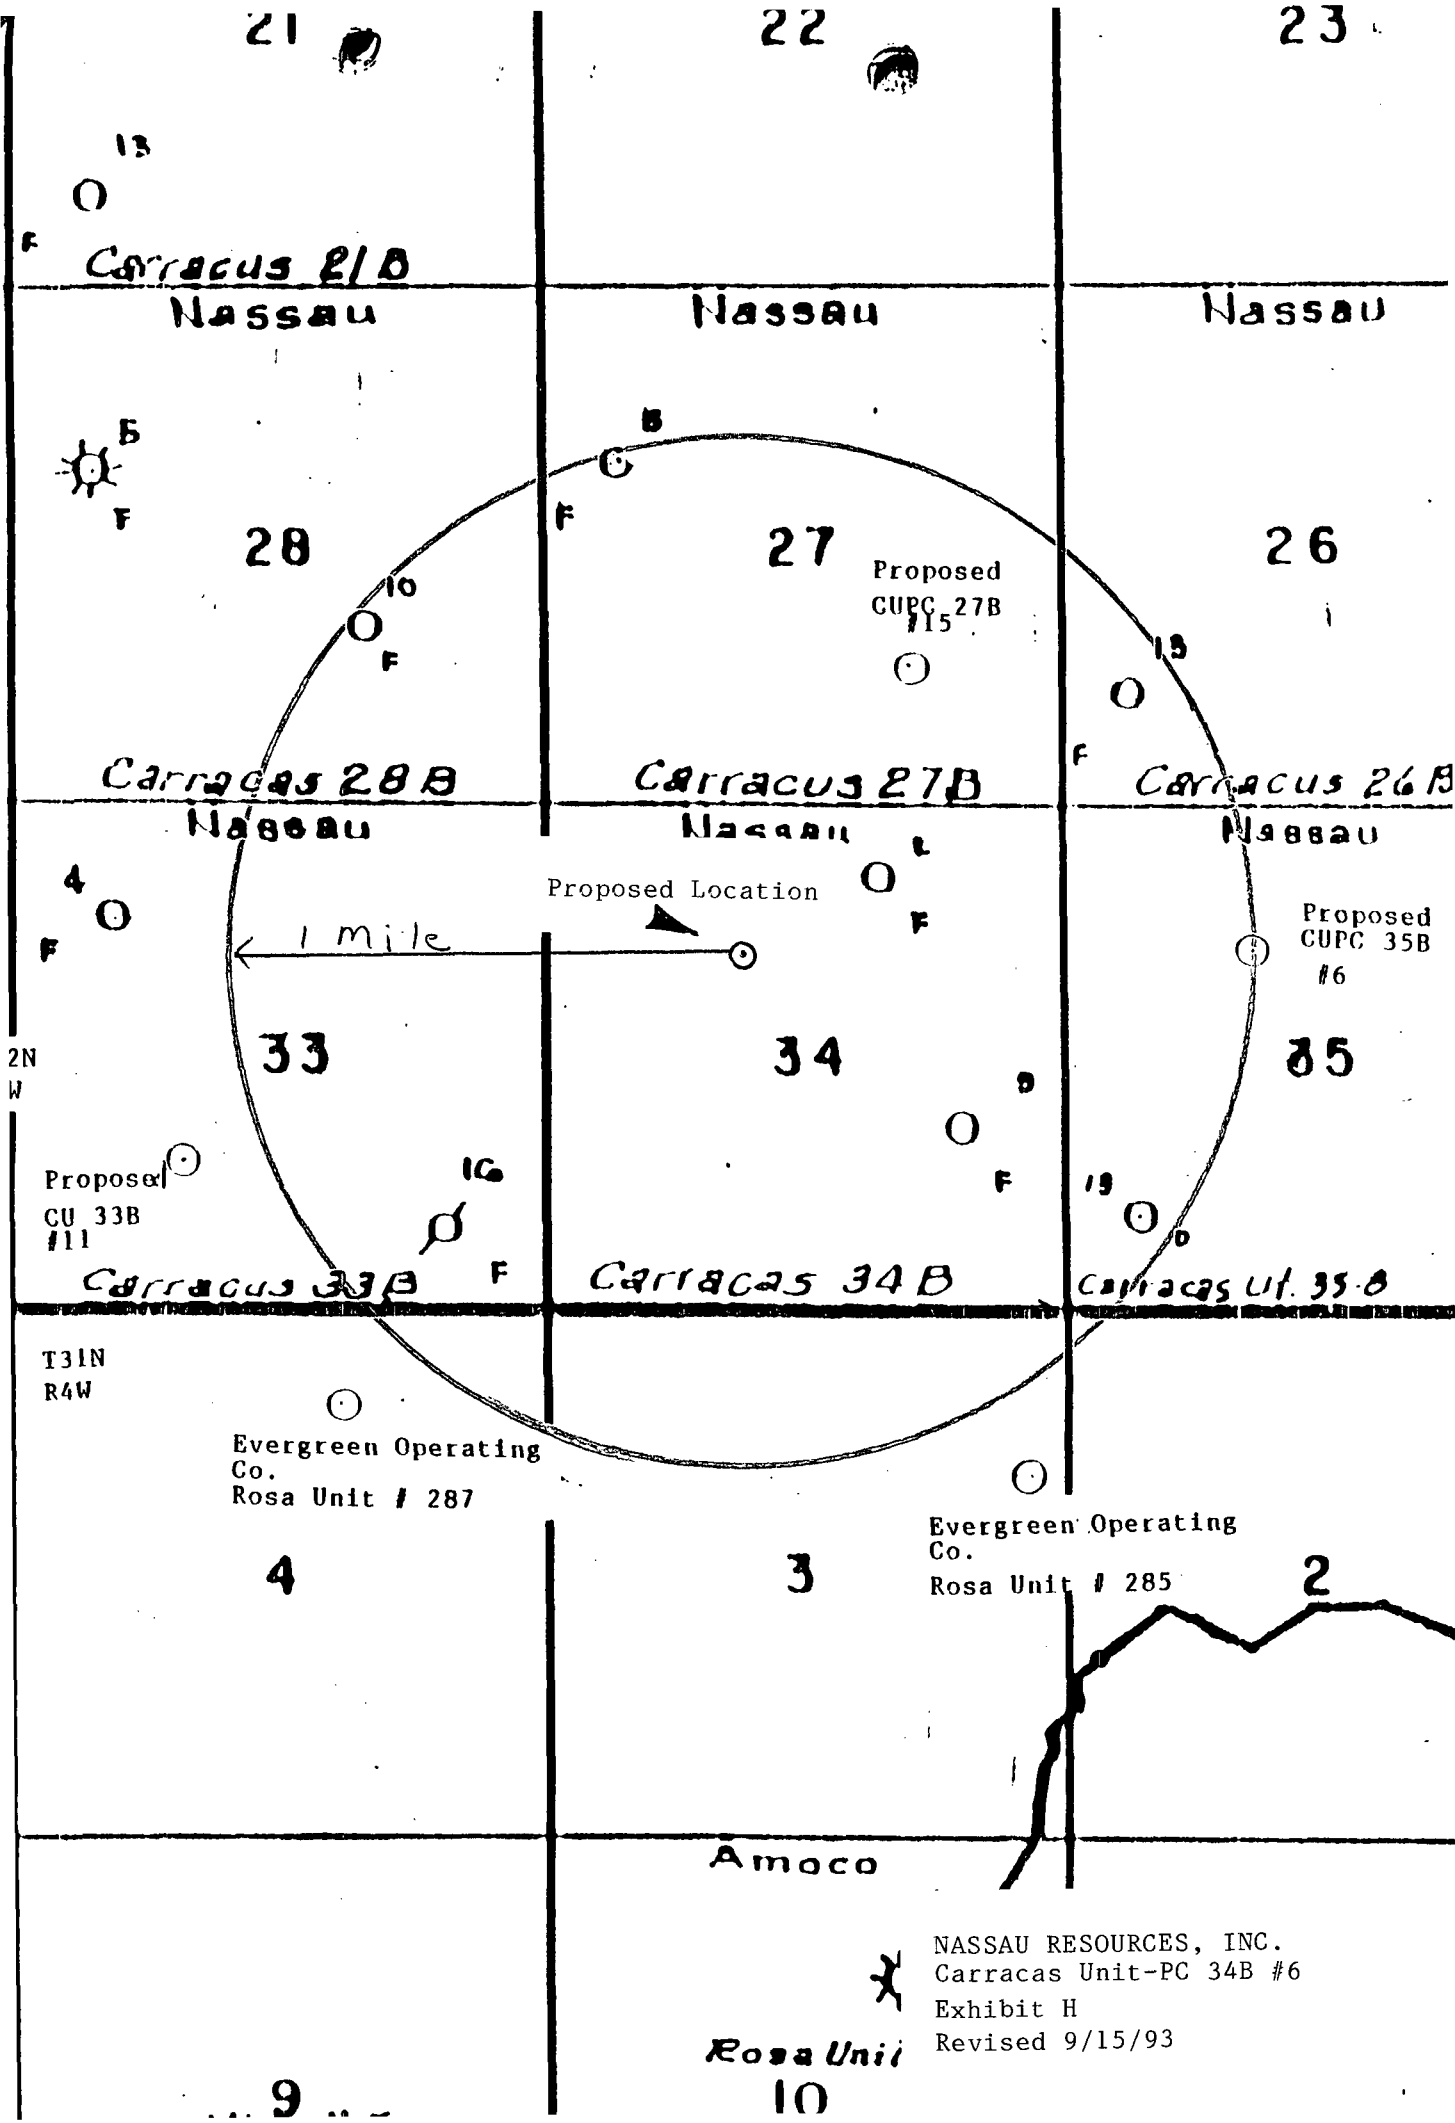 21
22
23
13
F
Carracus 21B
Nassau
Nassau
Nassau
5
F
F
28
27
26
10
F
Proposed
CUPC 27B
#15
13
F
Carracas 28B
Carracus 27B
Carracus 26B
Nassau
Nassau
Nassau
4
F
Proposed Location
F
1 mile
Proposed
CUPC 35B
#6
33
34
35
2N
W
9
F
Proposed
CU 33B
#11
16
F
13
D
Carracus 33B
Carracas 34B
Carracas Ut. 35-B
T31N
R4W
Evergreen Operating
Co.
Rosa Unit # 287
Evergreen Operating
Co.
Rosa Unit # 285
4
3
2
Amoco
NASSAU RESOURCES, INC.
Carracas Unit-PC 34B #6
Exhibit H
Revised 9/15/93
Rosa Unit
9
10